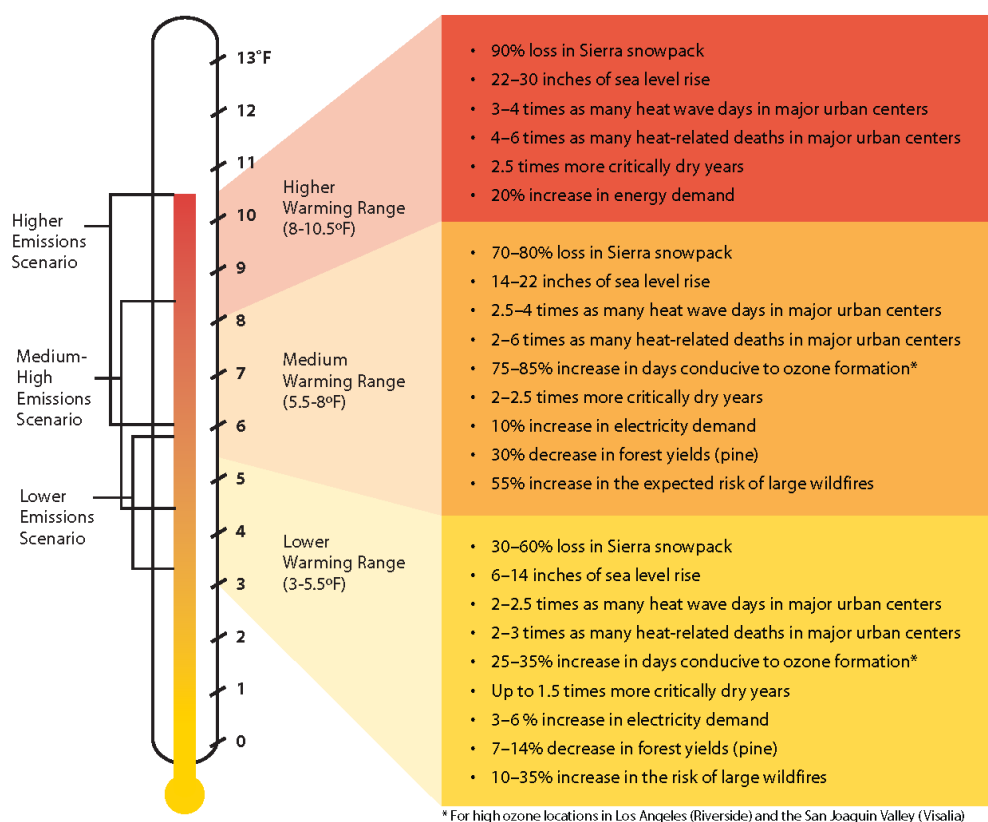 13°F
12
11
10
9
8
7
6
5
4
3
2
1
0
Higher
Emissions
Scenario
Medium-
High
Emissions
Scenario
Lower
Emissions
Scenario
Higher
Warming Range
(8-10.5ºF)
Medium
Warming Range
(5.5-8ºF)
Lower
Warming Range
(3-5.5ºF)
• 90% loss in Sierra snowpack
• 22–30 inches of sea level rise
• 3–4 times as many heat wave days in major urban centers
• 4–6 times as many heat-related deaths in major urban centers
• 2.5 times more critically dry years
• 20% increase in energy demand
• 70–80% loss in Sierra snowpack
• 14–22 inches of sea level rise
• 2.5–4 times as many heat wave days in major urban centers
• 2–6 times as many heat-related deaths in major urban centers
• 75–85% increase in days conducive to ozone formation*
• 2–2.5 times more critically dry years
• 10% increase in electricity demand
• 30% decrease in forest yields (pine)
• 55% increase in the expected risk of large wildfires
• 30–60% loss in Sierra snowpack
• 6–14 inches of sea level rise
• 2–2.5 times as many heat wave days in major urban centers
• 2–3 times as many heat-related deaths in major urban centers
• 25–35% increase in days conducive to ozone formation*
• Up to 1.5 times more critically dry years
• 3–6 % increase in electricity demand
• 7–14% decrease in forest yields (pine)
• 10–35% increase in the risk of large wildfires
* For high ozone locations in Los Angeles (Riverside) and the San Joaquin Valley (Visalia)